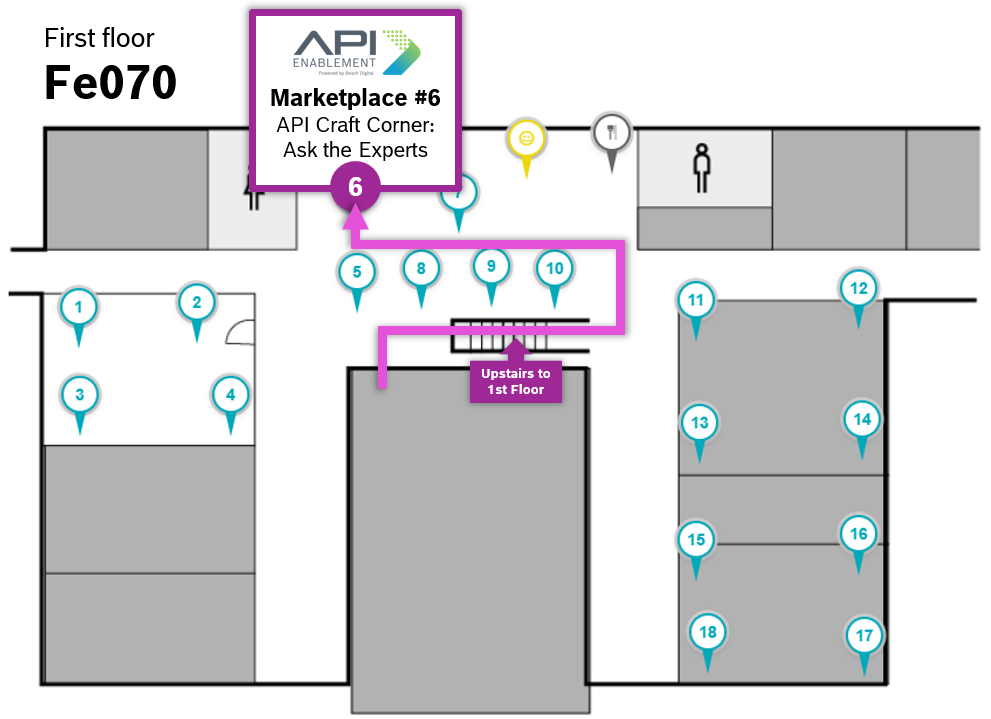 First floor
Fe070
API
ENABLEMENT
Powered by Bosch Digital
Marketplace #6
API Craft Corner:
Ask the Experts
6
7
5
8
9
10
1
2
11
12
Upstairs to
1st Floor
3
4
13
14
15
16
18
17